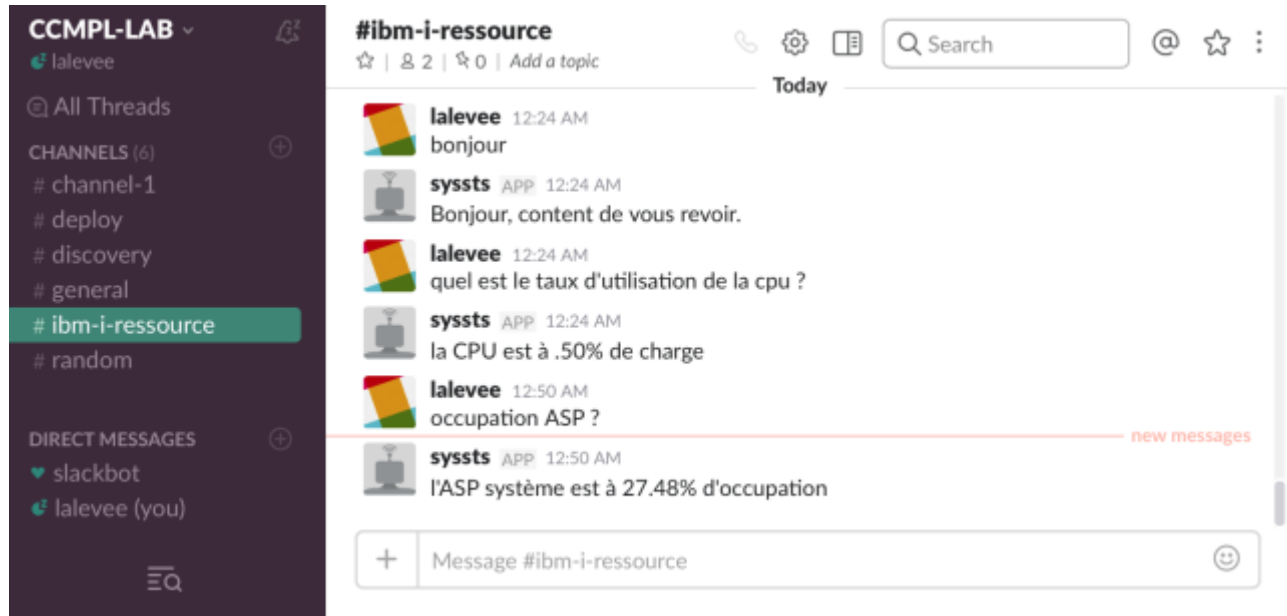 CCMPL-LAB
lalevee
All Threads
CHANNELS (6)
# channel-1
# deploy
# discovery
# general
# ibm-i-ressource
# random
DIRECT MESSAGES
slackbot
lalevee (you)
#ibm-i-ressource
2 | 0 | Add a topic
Search
Today
lalevee 12:24 AM
bonjour
syssts APP 12:24 AM
Bonjour, content de vous revoir.
lalevee 12:24 AM
quel est le taux d'utilisation de la cpu ?
syssts APP 12:24 AM
la CPU est à .50% de charge
lalevee 12:50 AM
occupation ASP ?
new messages
syssts APP 12:50 AM
l'ASP système est à 27.48% d'occupation
Message #ibm-i-ressource